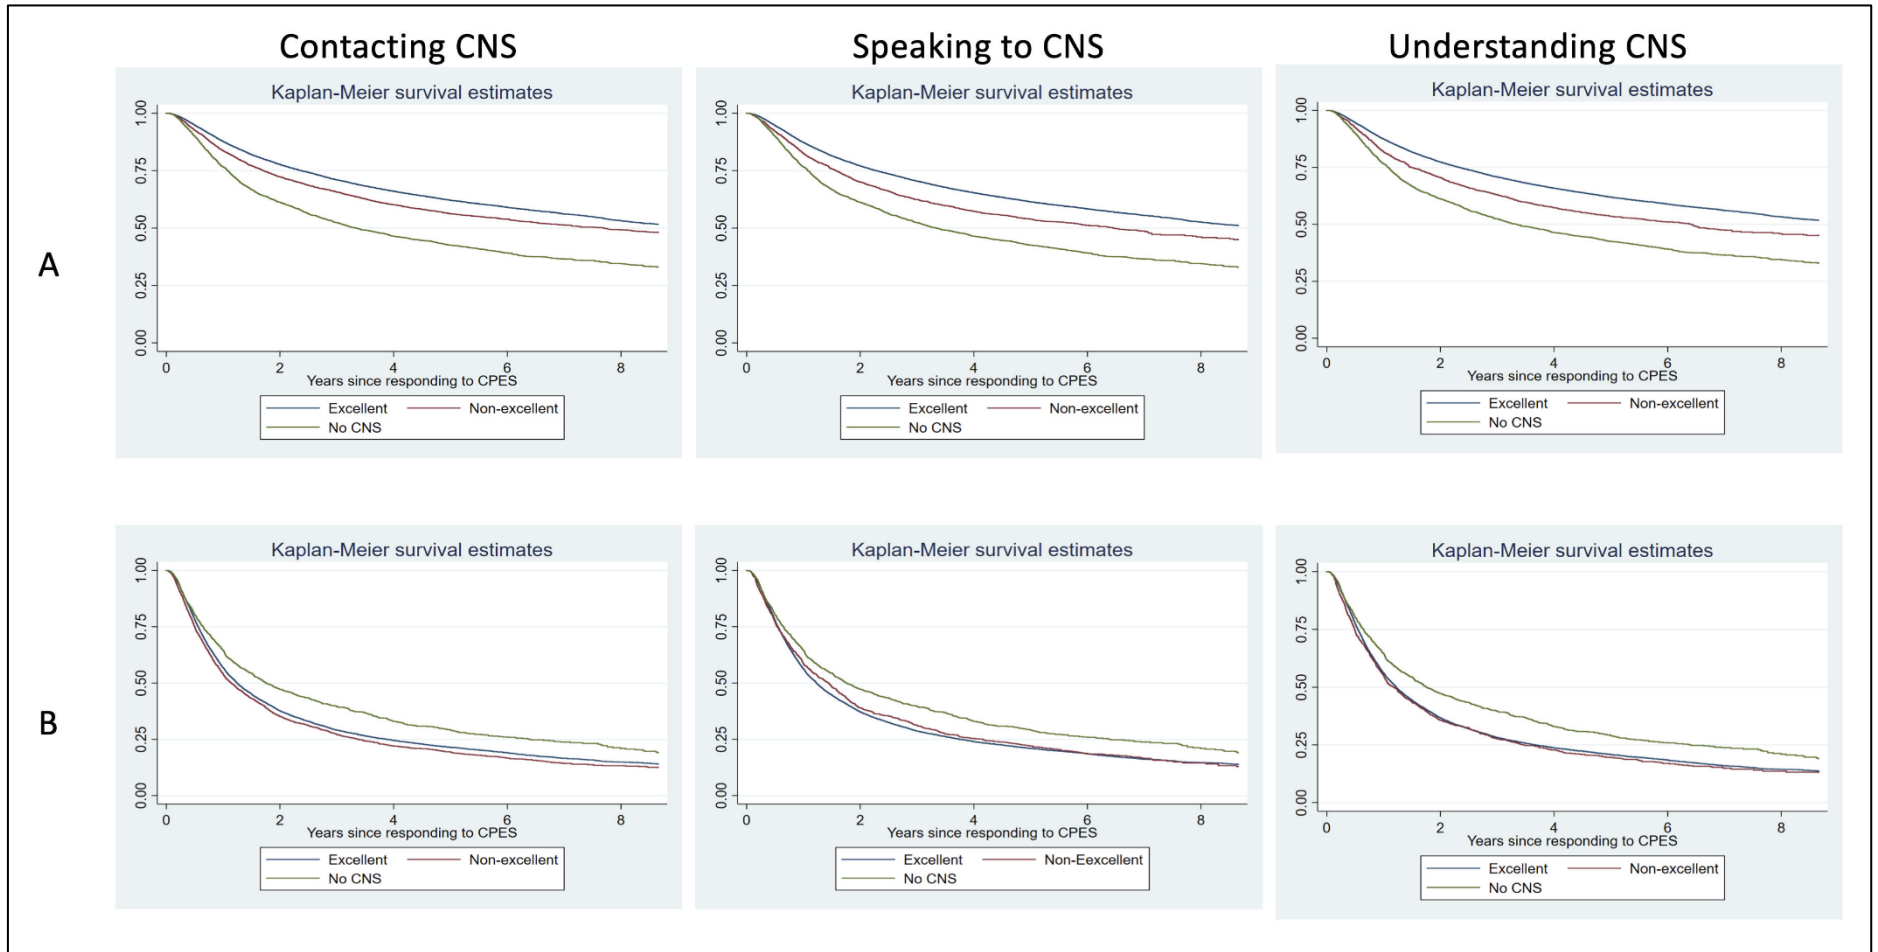 Contacting CNS
Speaking to CNS
Understanding CNS
A
Kaplan-Meier survival estimates
1.00
0.75
0.50
0.25
0.00
0 2 4 6 8
Years since responding to CPES
Excellent Non-excellent
No CNS
Kaplan-Meier survival estimates
1.00
0.75
0.50
0.25
0.00
0 2 4 6 8
Years since responding to CPES
Excellent Non-excellent
No CNS
Kaplan-Meier survival estimates
1.00
0.75
0.50
0.25
0.00
0 2 4 6 8
Years since responding to CPES
Excellent Non-excellent
No CNS
B
Kaplan-Meier survival estimates
1.00
0.75
0.50
0.25
0.00
0 2 4 6 8
Years since responding to CPES
Excellent Non-excellent
No CNS
Kaplan-Meier survival estimates
1.00
0.75
0.50
0.25
0.00
0 2 4 6 8
Years since responding to CPES
Excellent Non-Eexcellent
No CNS
Kaplan-Meier survival estimates
1.00
0.75
0.50
0.25
0.00
0 2 4 6 8
Years since responding to CPES
Excellent Non-excellent
No CNS